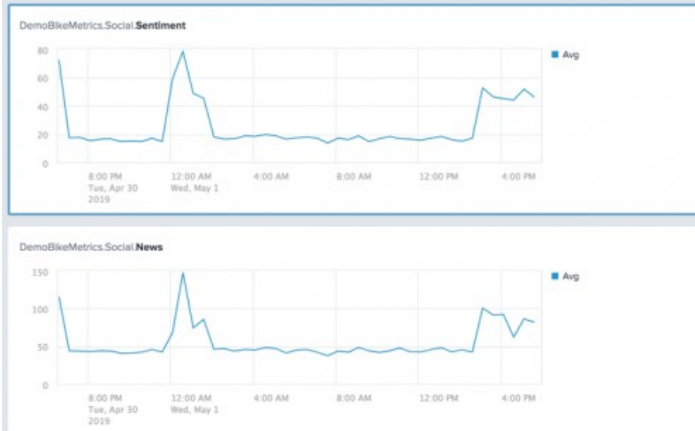 DemoBikeMetrics.Social.Sentiment
80
Avg
60
40
20
0
8:00 PM 12:00 AM 4:00 AM 8:00 AM 12:00 PM 4:00 PM
Tue, Apr 30 Wed, May 1
2019
DemoBikeMetrics.Social.News
150
Avg
100
50
0
8:00 PM 12:00 AM 4:00 AM 8:00 AM 12:00 PM 4:00 PM
Tue, Apr 30 Wed, May 1
2019